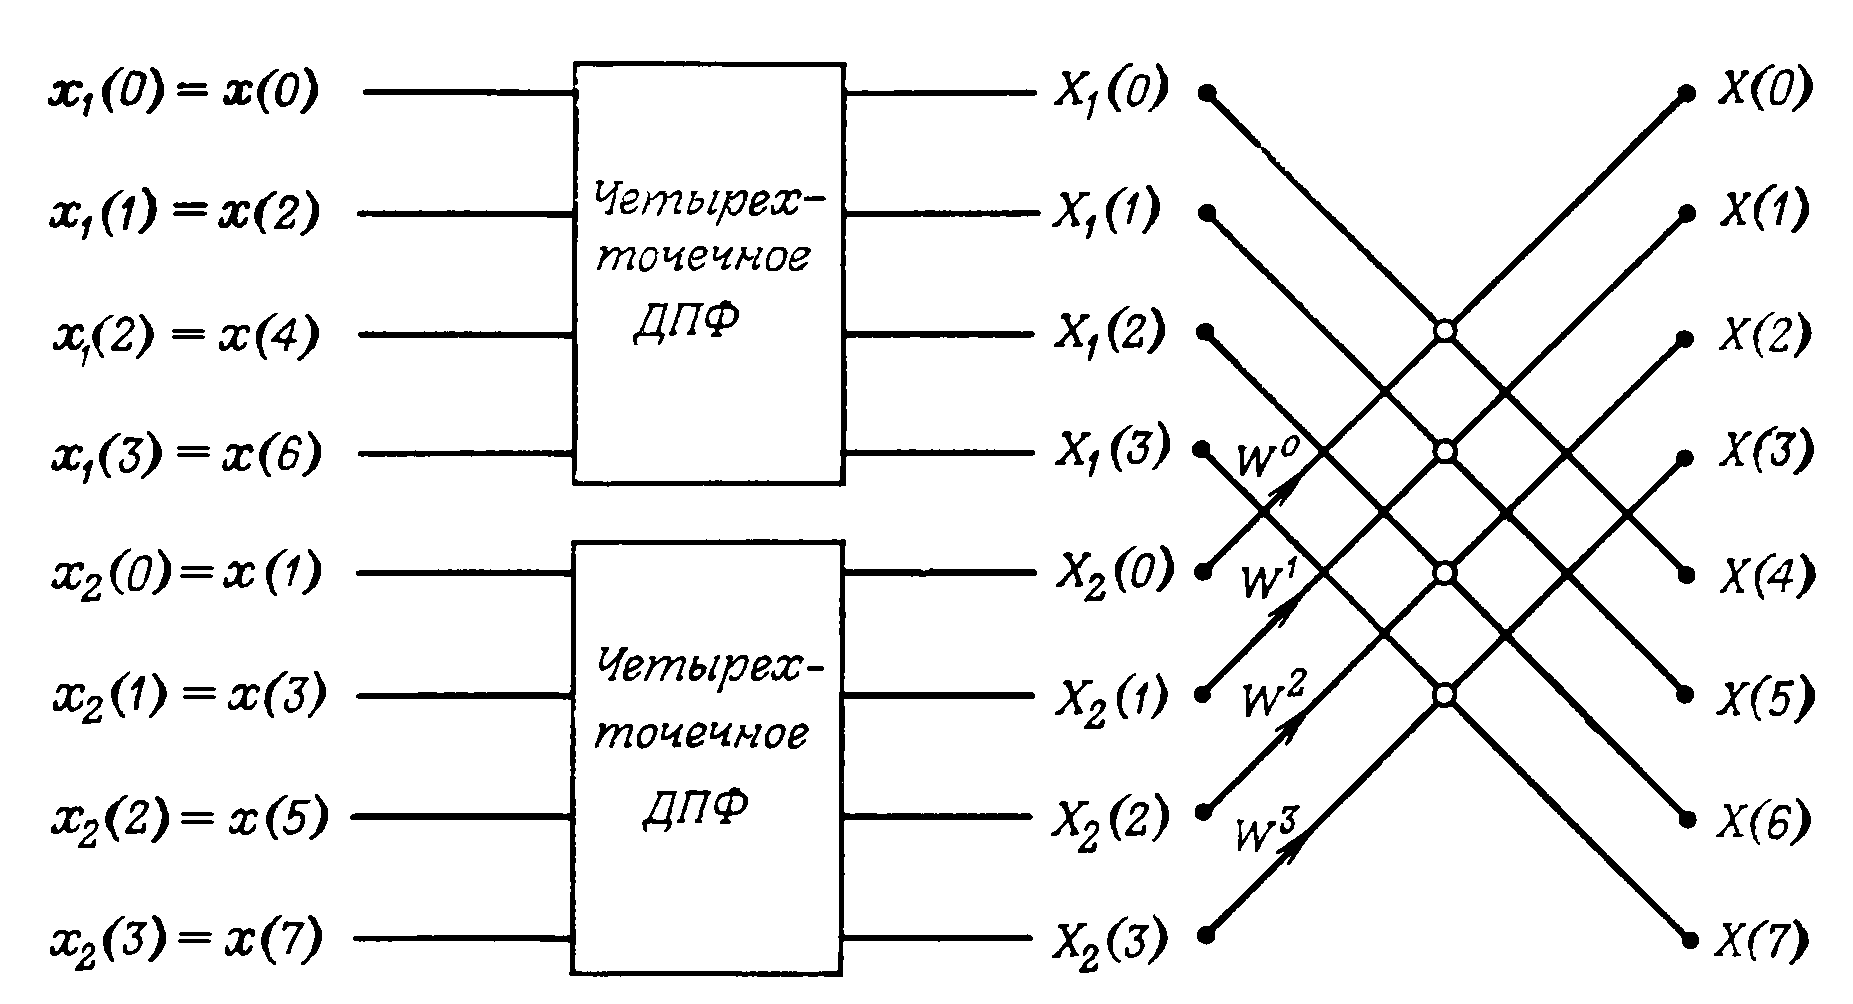 x₁(0) = x(0)
x₁(1) = x(2)
x₁(2) = x(4)
x₁(3) = x(6)
x₂(0) = x(1)
x₂(1) = x(3)
x₂(2) = x(5)
x₂(3) = x(7)
Четырех-
точечное
ДПФ
Четырех-
точечное
ДПФ
X₁(0)
X₁(1)
X₁(2)
X₁(3)
X₂(0)
X₂(1)
X₂(2)
X₂(3)
W⁰
W¹
W²
W³
X(0)
X(1)
X(2)
X(3)
X(4)
X(5)
X(6)
X(7)